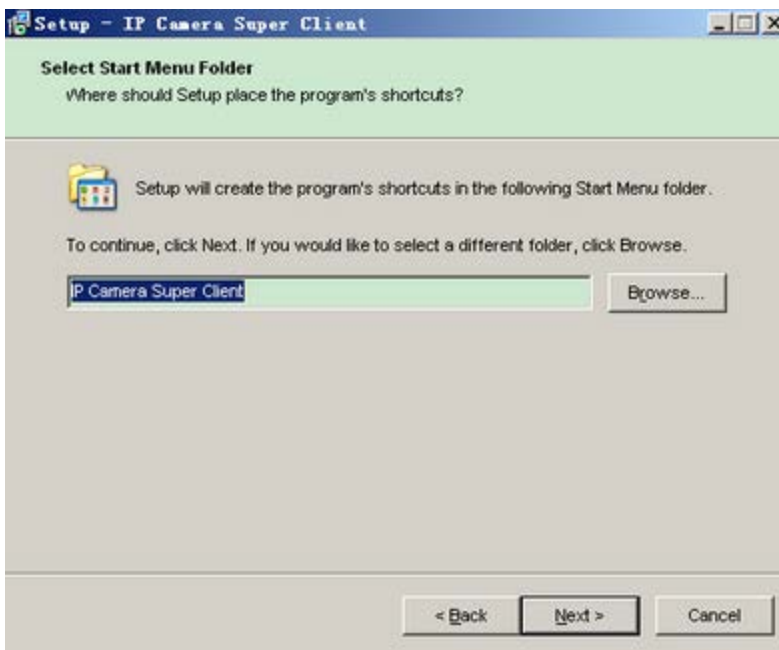 Setup - IP Camera Super Client
Select Start Menu Folder
Where should Setup place the program's shortcuts?
Setup will create the program's shortcuts in the following Start Menu folder.
To continue, click Next. If you would like to select a different folder, click Browse.
IP Camera Super Client
Browse...
< Back
Next >
Cancel